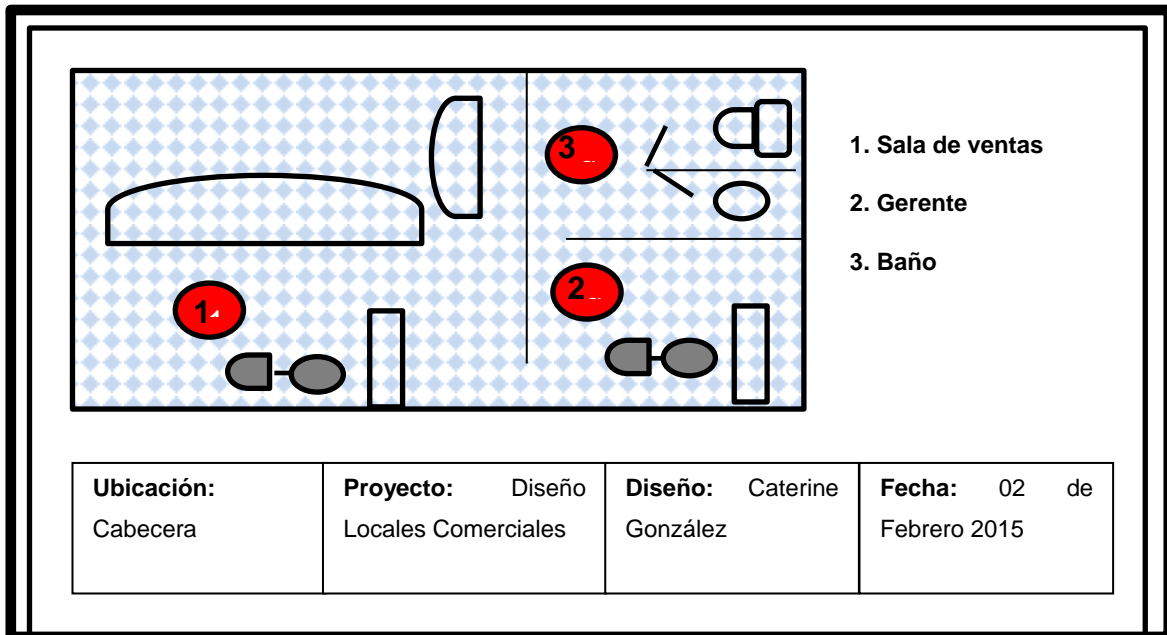 3
1. Sala de ventas
2. Gerente
3. Baño
2
1
Ubicación:
Cabecera
Proyecto: Diseño
Locales Comerciales
Diseño: Caterine
González
Fecha: 02 de
Febrero 2015